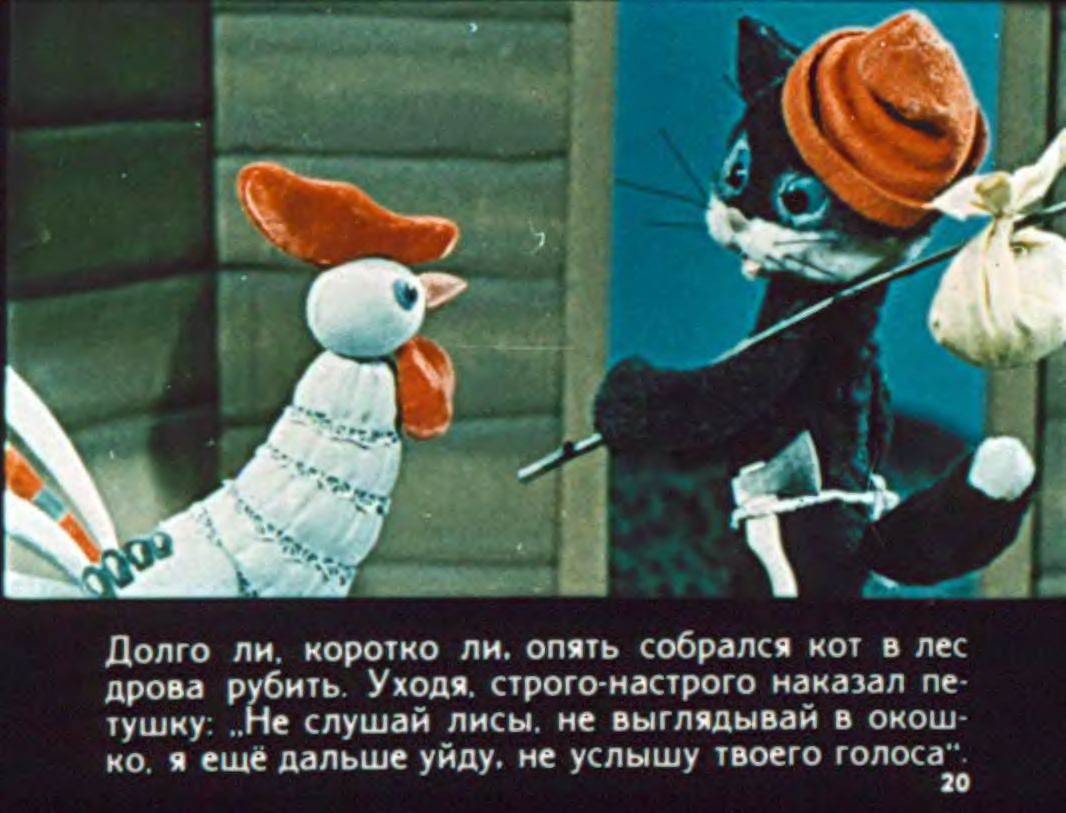 Долго ли, коротко ли, опять собрался кот в лес
дрова рубить. Уходя, строго-настрого наказал пе-
тушку: „Не слушай лисы, не выглядывай в окош-
ко, я ещё дальше уйду, не услышу твоего голоса“.
20